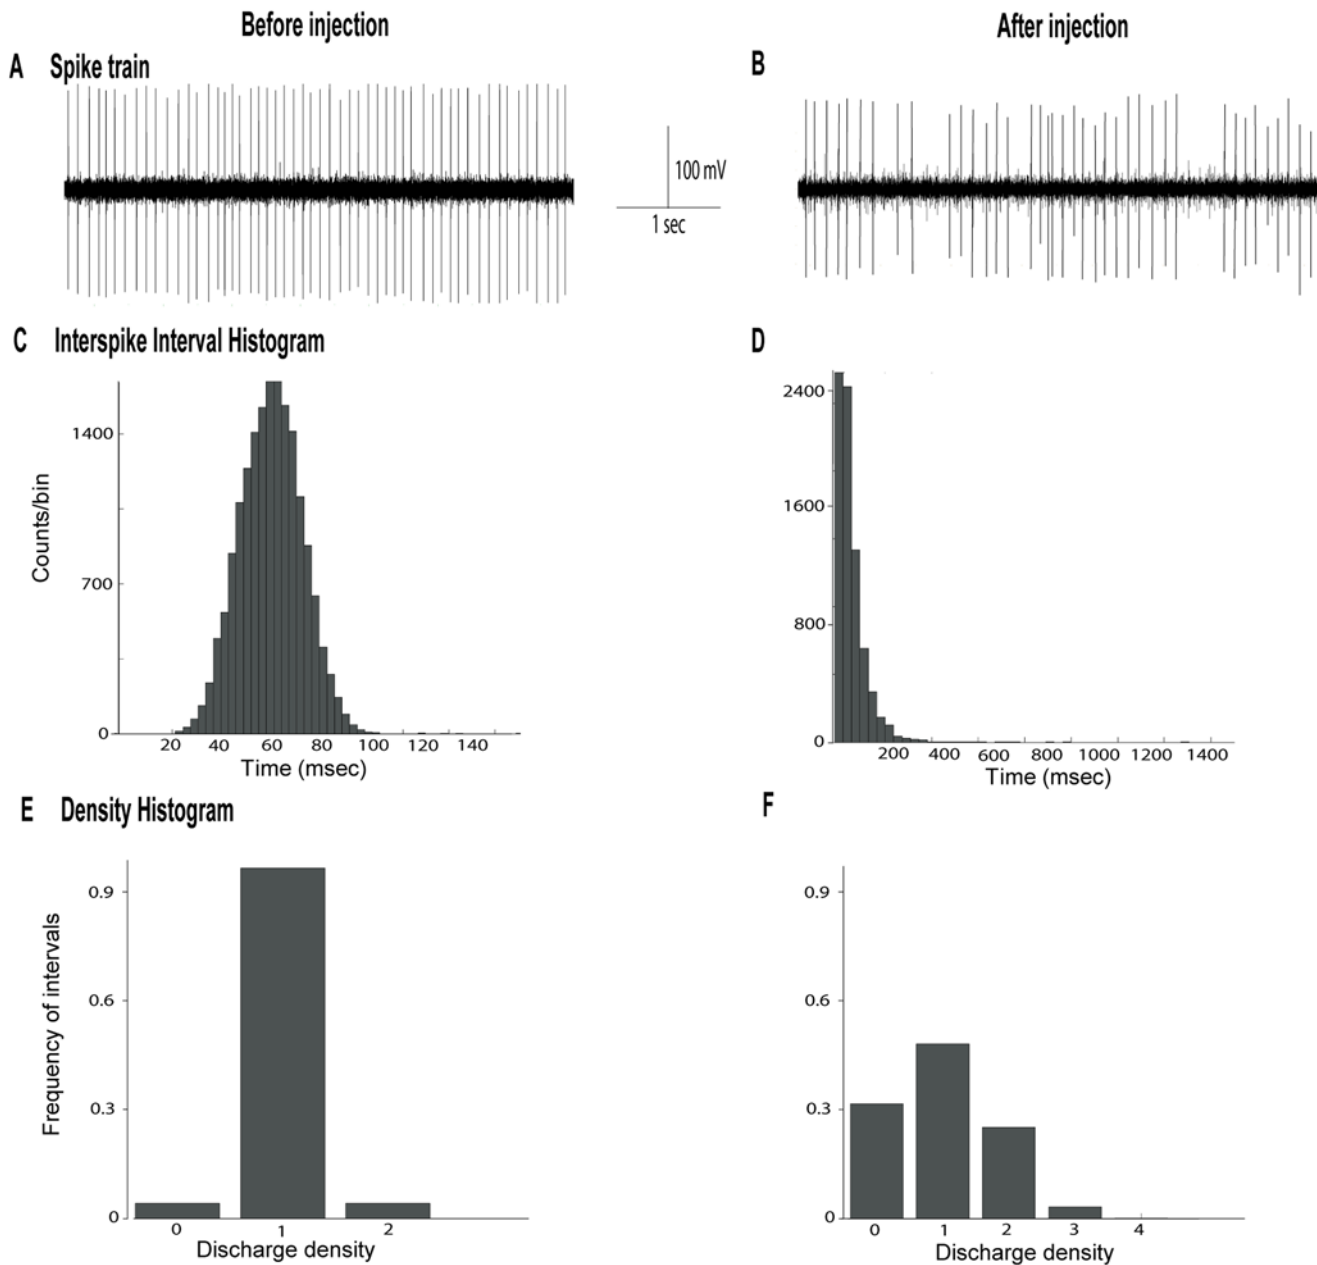 Before injection
After injection
A Spike train
B
100 mV
1 sec
C Interspike Interval Histogram
D
1400
700
0
Counts/bin
20 40 60 80 100 120 140
Time (msec)
2400
1600
800
0
200 400 600 800 1000 1200 1400
Time (msec)
E Density Histogram
F
0.9
0.6
0.3
0
Frequency of intervals
0 1 2
Discharge density
0.9
0.6
0.3
0
0 1 2 3 4
Discharge density